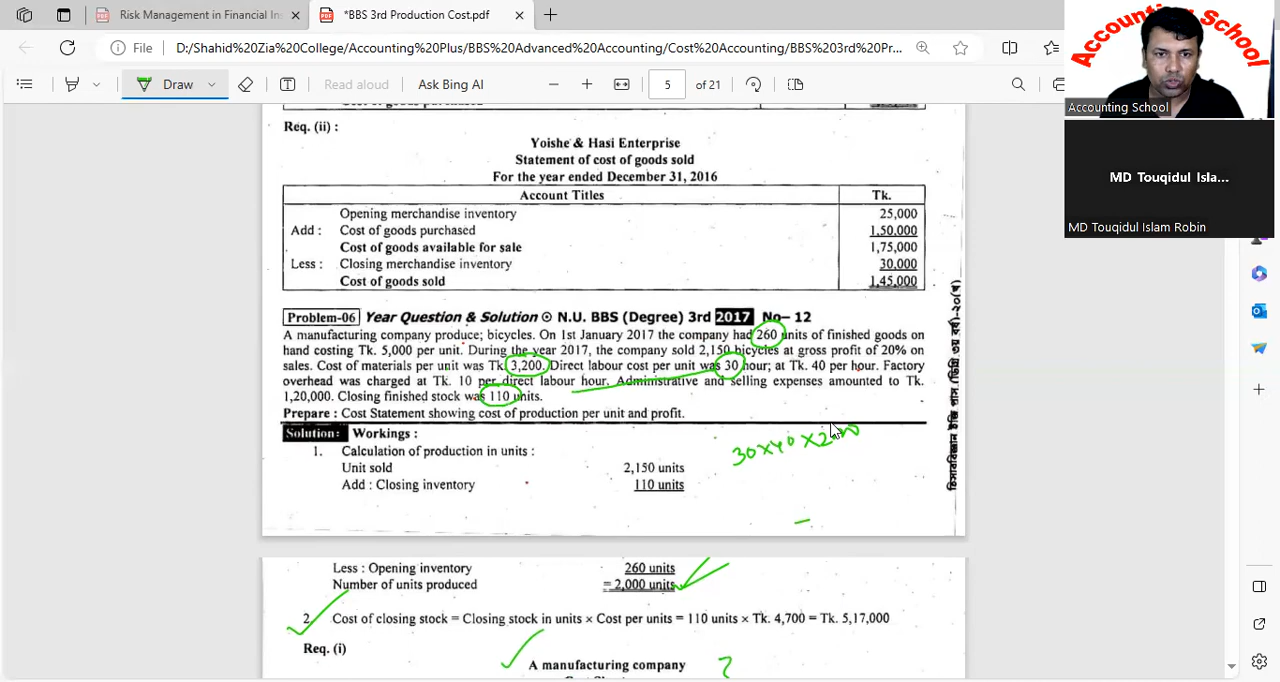 Risk Management in Financial Ins
*BBS 3rd Production Cost.pdf
File
D:/Shahid%20Zia%20College/Accounting%20Plus/BBS%20Advanced%20Accounting/Cost%20Accounting/BBS%203rd%20Pr...
Draw
Read aloud
Ask Bing AI
5 of 21
Accounting School
Accounting School
MD Touqidul Isla...
MD Touqidul Islam Robin
Req. (ii) :
Yoishe & Hasi Enterprise
Statement of cost of goods sold
For the year ended December 31, 2016
Account Titles Tk.
Opening merchandise inventory 25,000
Add : Cost of goods purchased 1,50,000
Cost of goods available for sale 1,75,000
Less : Closing merchandise inventory 30,000
Cost of goods sold 1,45,000
Problem-06 Year Question & Solution ⊙ N.U. BBS (Degree) 3rd 2017 No– 12
A manufacturing company produce; bicycles. On 1st January 2017 the company had 260 units of finished goods on
hand costing Tk. 5,000 per unit. During the year 2017, the company sold 2,150 bicycles at gross profit of 20% on
sales. Cost of materials per unit was Tk. 3,200. Direct labour cost per unit was 30 hour; at Tk. 40 per hour. Factory
overhead was charged at Tk. 10 per direct labour hour. Administrative and selling expenses amounted to Tk.
1,20,000. Closing finished stock was 110 units.
Prepare : Cost Statement showing cost of production per unit and profit.
Solution: Workings :
30x40x2
1. Calculation of production in units :
Unit sold 2,150 units
Add : Closing inventory 110 units
Less : Opening inventory 260 units
Number of units produced = 2,000 units
2. Cost of closing stock = Closing stock in units × Cost per units = 110 units × Tk. 4,700 = Tk. 5,17,000
Req. (i)
A manufacturing company
?